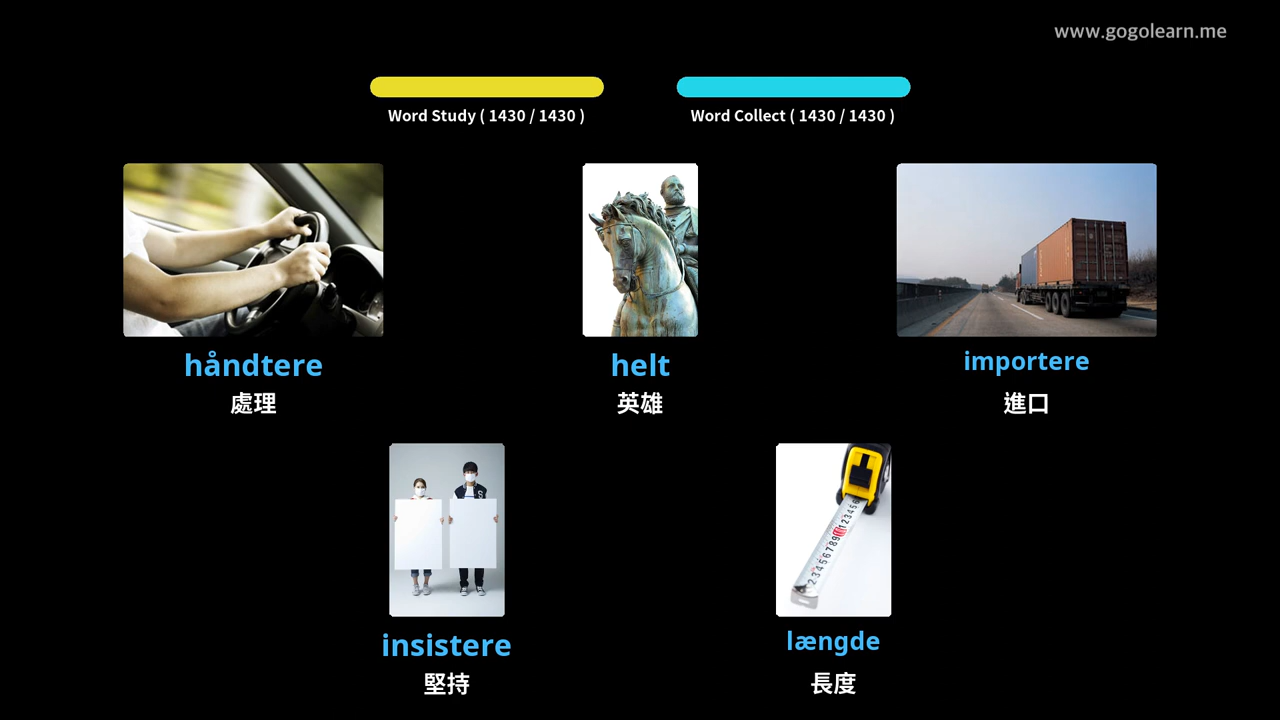 www.gogolearn.me
Word Study ( 1430 / 1430 )
Word Collect ( 1430 / 1430 )
håndtere
處理
helt
英雄
importere
進口
insistere
堅持
længde
長度